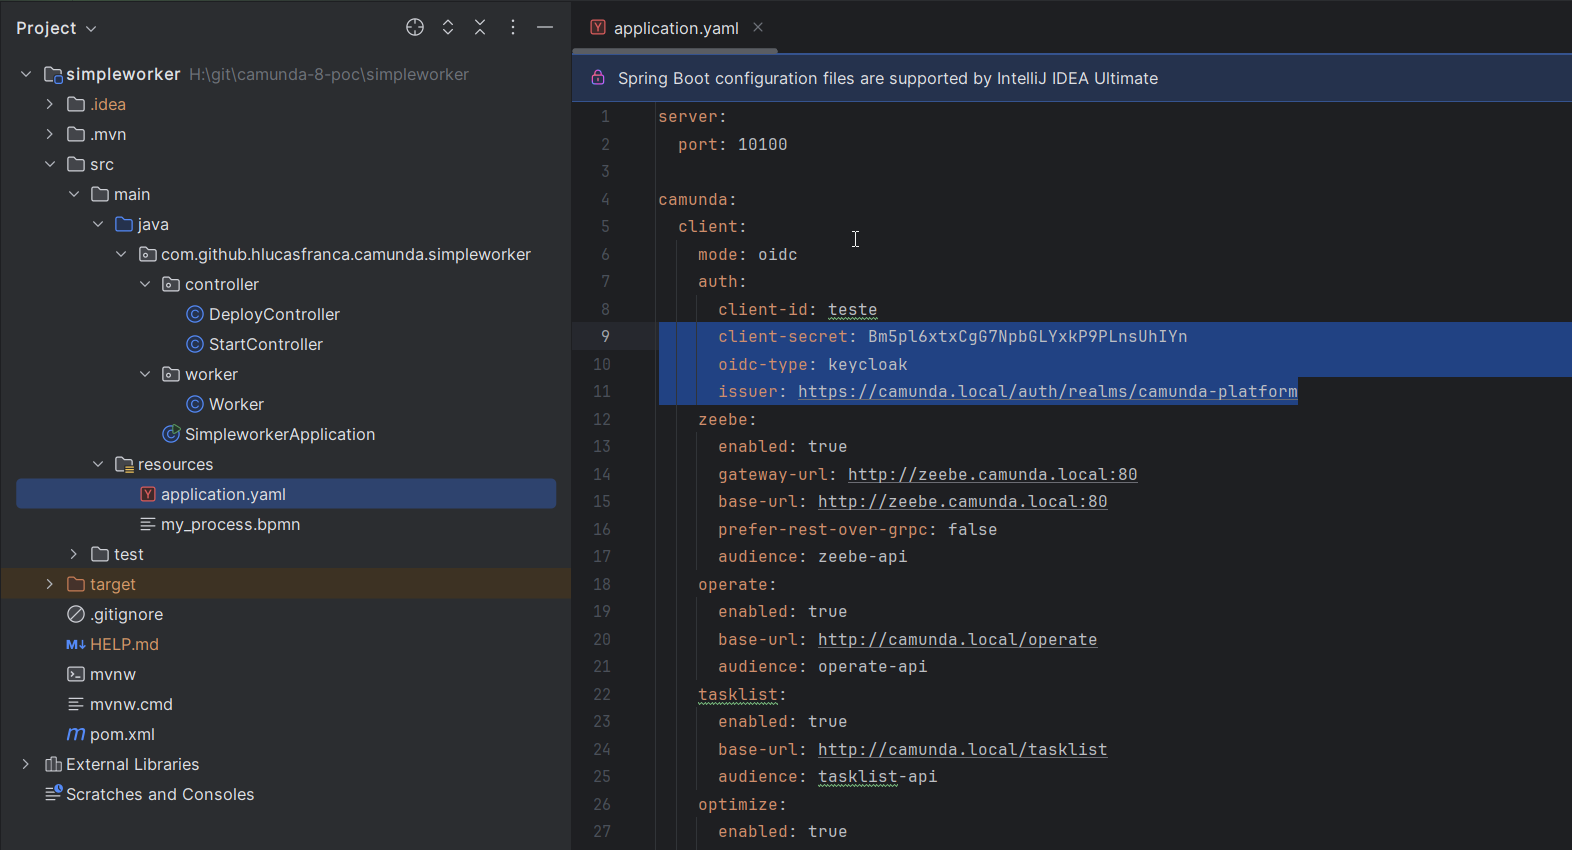 Project
simpleworker H:\git\camunda-8-poc\simpleworker
.idea
.mvn
src
main
java
com.github.hlucasfranca.camunda.simpleworker
controller
DeployController
StartController
worker
Worker
SimpleworkerApplication
resources
application.yaml
my_process.bpmn
test
target
.gitignore
HELP.md
mvnw
mvnw.cmd
pom.xml
External Libraries
Scratches and Consoles
application.yaml
Spring Boot configuration files are supported by IntelliJ IDEA Ultimate
1 server:
2 port: 10100
3
4 camunda:
5 client:
6 mode: oidc
7 auth:
8 client-id: teste
9 client-secret: Bm5pl6xtxCgG7NpbGLYxkP9PLnsUhIYn
10 oidc-type: keycloak
11 issuer: https://camunda.local/auth/realms/camunda-platform
12 zeebe:
13 enabled: true
14 gateway-url: http://zeebe.camunda.local:80
15 base-url: http://zeebe.camunda.local:80
16 prefer-rest-over-grpc: false
17 audience: zeebe-api
18 operate:
19 enabled: true
20 base-url: http://camunda.local/operate
21 audience: operate-api
22 tasklist:
23 enabled: true
24 base-url: http://camunda.local/tasklist
25 audience: tasklist-api
26 optimize:
27 enabled: true